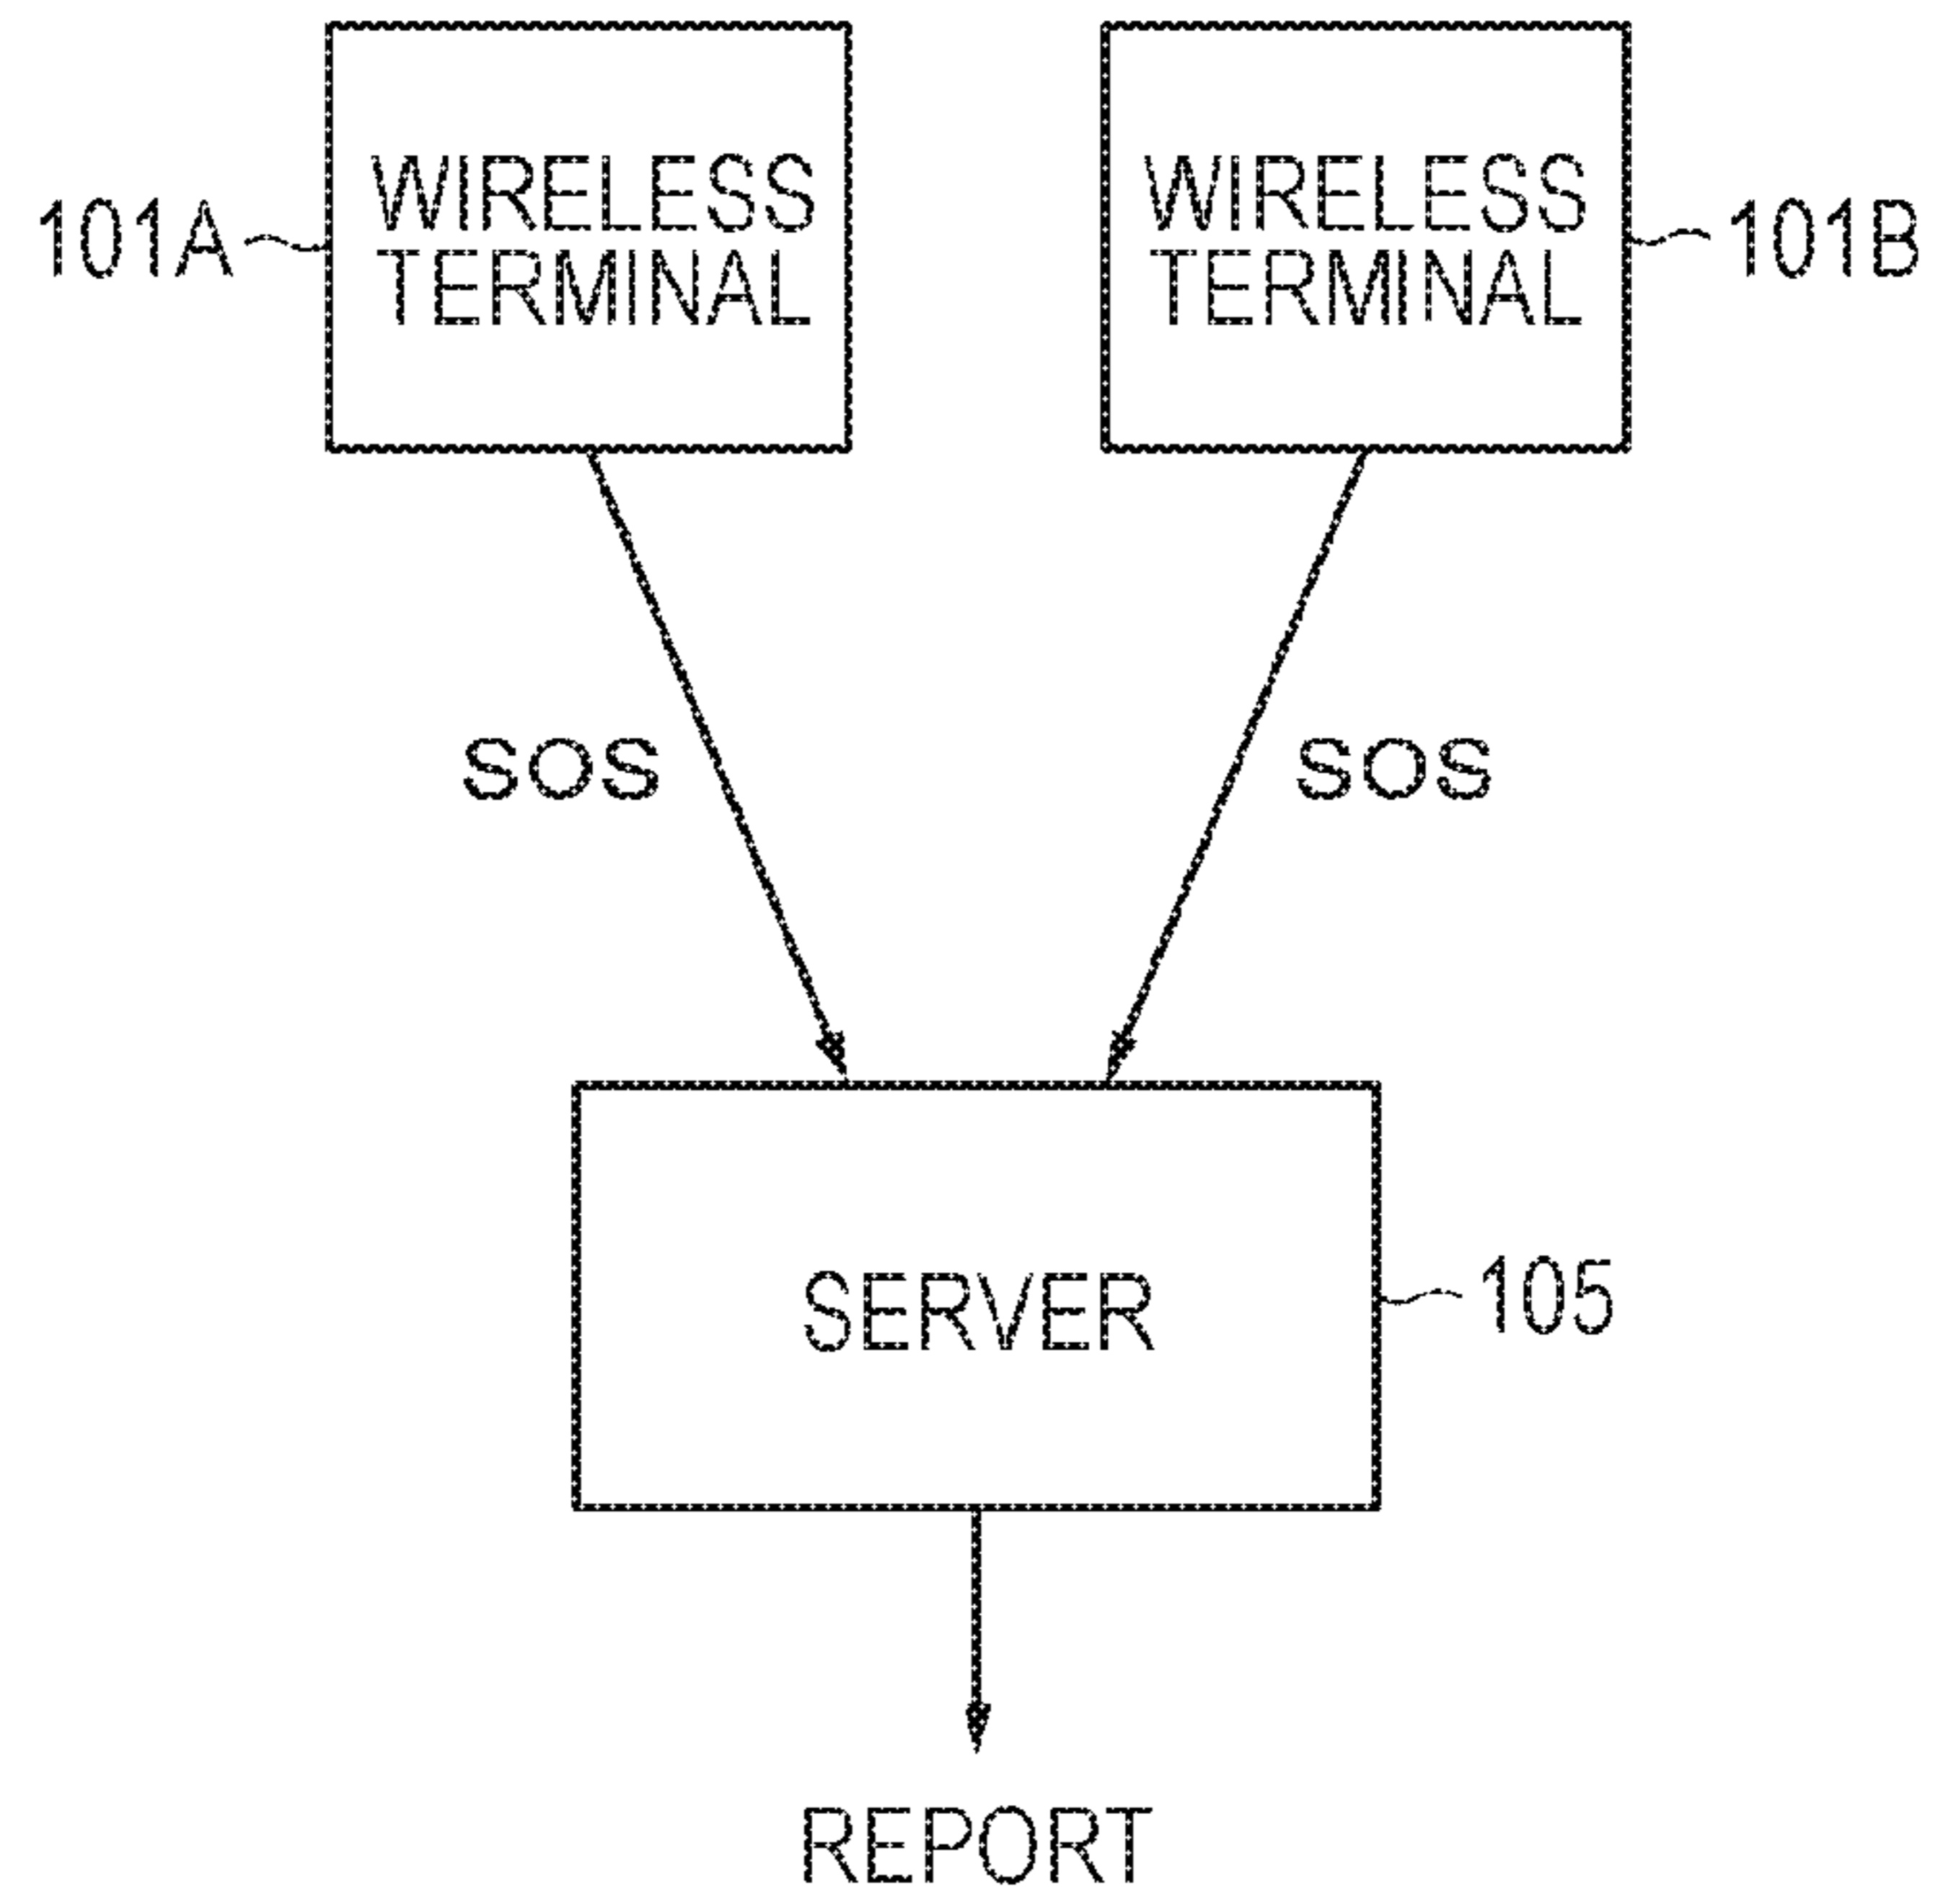 101A
WIRELESS
TERMINAL
WIRELESS
TERMINAL
101B
SOS
SOS
SERVER
105
REPORT